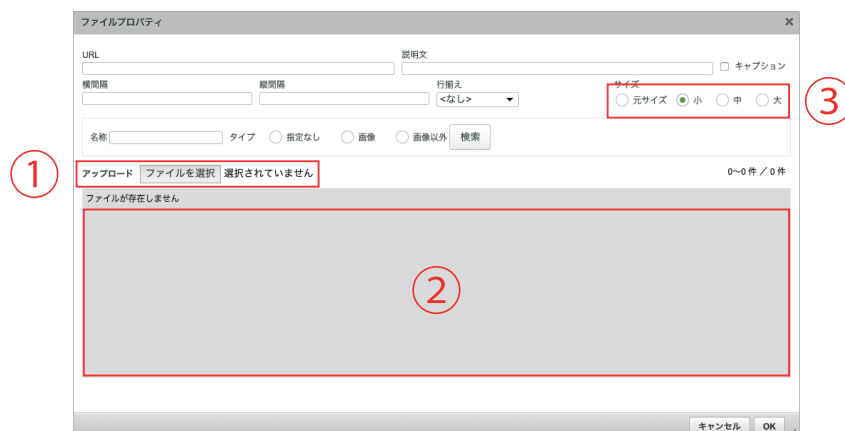 ファイルプロパティ ×
URL 説明文
キャプション
横間隔 縦間隔 行揃え サイズ
<なし> 元サイズ 小 中 大
③
名称 タイプ 指定なし 画像 画像以外 検索
①
アップロード ファイルを選択 選択されていません 0〜0 件 / 0 件
ファイルが存在しません
②
キャンセル OK